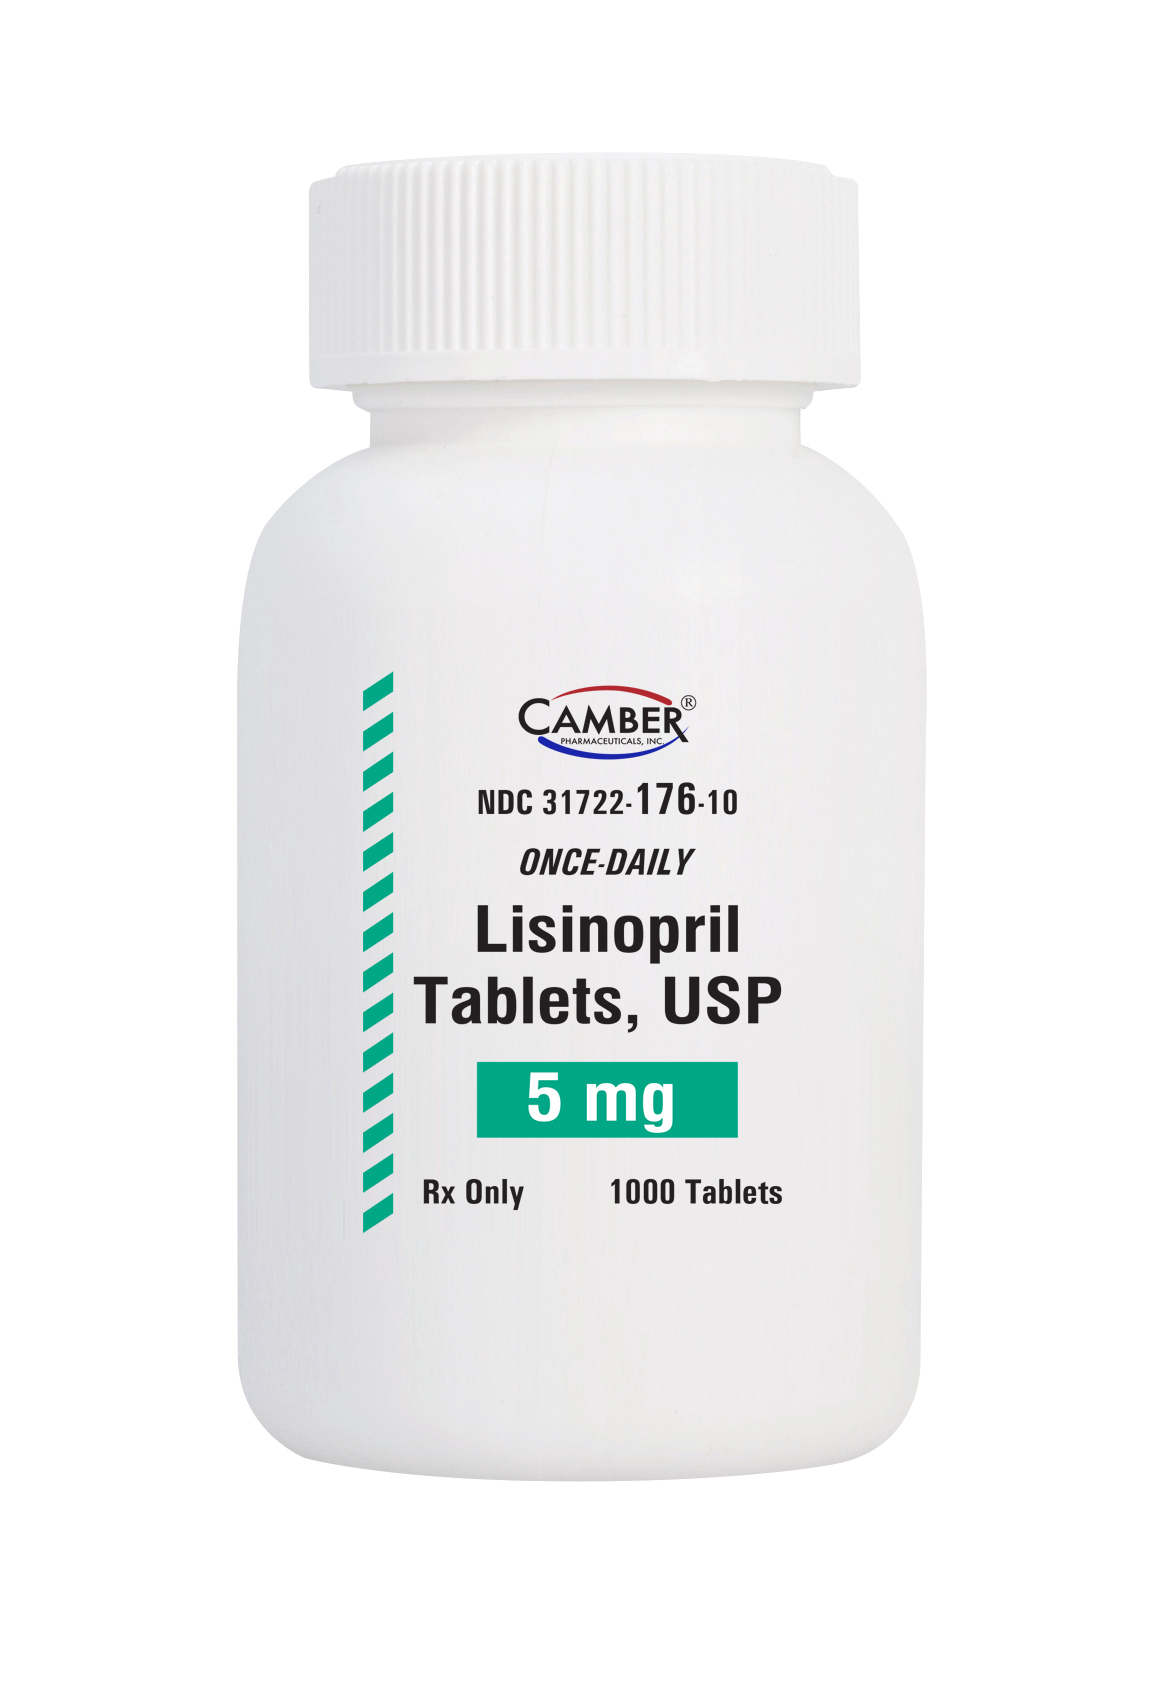 CAMBER®
PHARMACEUTICALS, INC.
NDC 31722-176-10
ONCE-DAILY
Lisinopril
Tablets, USP
5 mg
Rx Only 1000 Tablets